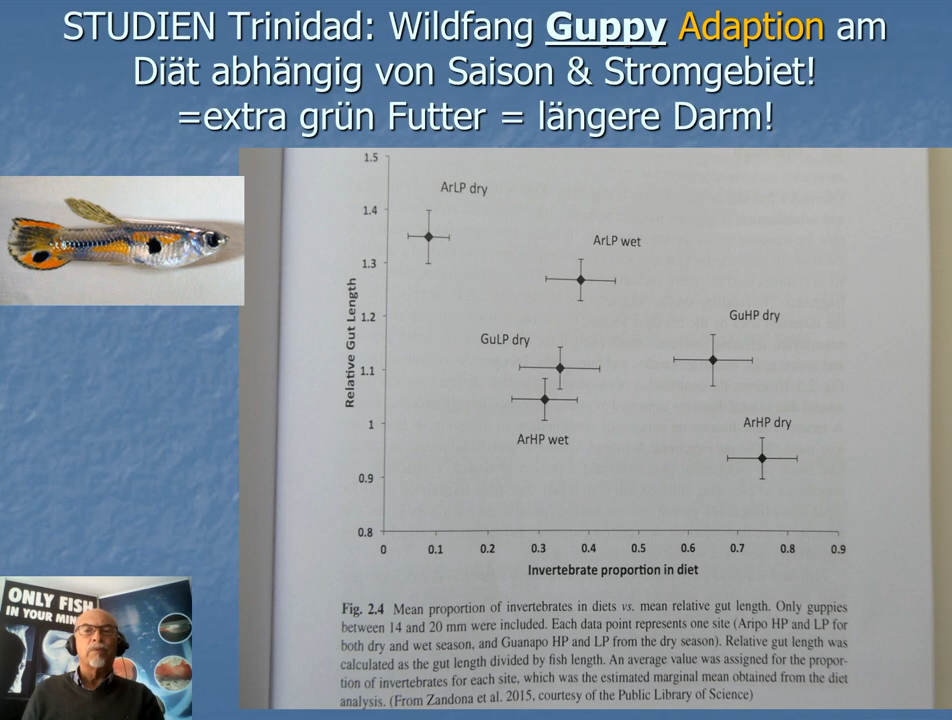 STUDIEN Trinidad: Wildfang Guppy Adaption am
Diät abhängig von Saison & Stromgebiet!
=extra grün Futter = längere Darm!
1.5
1.4
1.3
1.2
1.1
1
0.9
0.8
Relative Gut Length
ArLP dry
ArLP wet
GuHP dry
GuLP dry
ArHP wet
ArHP dry
0
0.1
0.2
0.3
0.4
0.5
0.6
0.7
0.8
0.9
Invertebrate proportion in diet
Fig. 2.4 Mean proportion of invertebrates in diets vs. mean relative gut length. Only guppies
between 14 and 20 mm were included. Each data point represents one site (Aripo HP and LP for
both dry and wet season, and Guanapo HP and LP from the dry season). Relative gut length was
calculated as the gut length divided by fish length. An average value was assigned for the propor-
tion of invertebrates for each site, which was the estimated marginal mean obtained from the diet
analysis. (From Zandona et al. 2015, courtesy of the Public Library of Science)
ONLY FISH
IN YOUR MIN